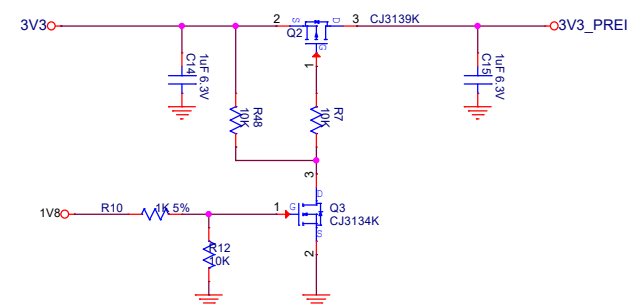 3V3
2
S
D
3
CJ3139K
3V3_PREI
Q2
G
1
C14
1uF 6.3V
R48
10K
R7
10K
C15
1uF 6.3V
3
D
1V8
R10
1K 5%
1
G
Q3
CJ3134K
S
2
R12
10K